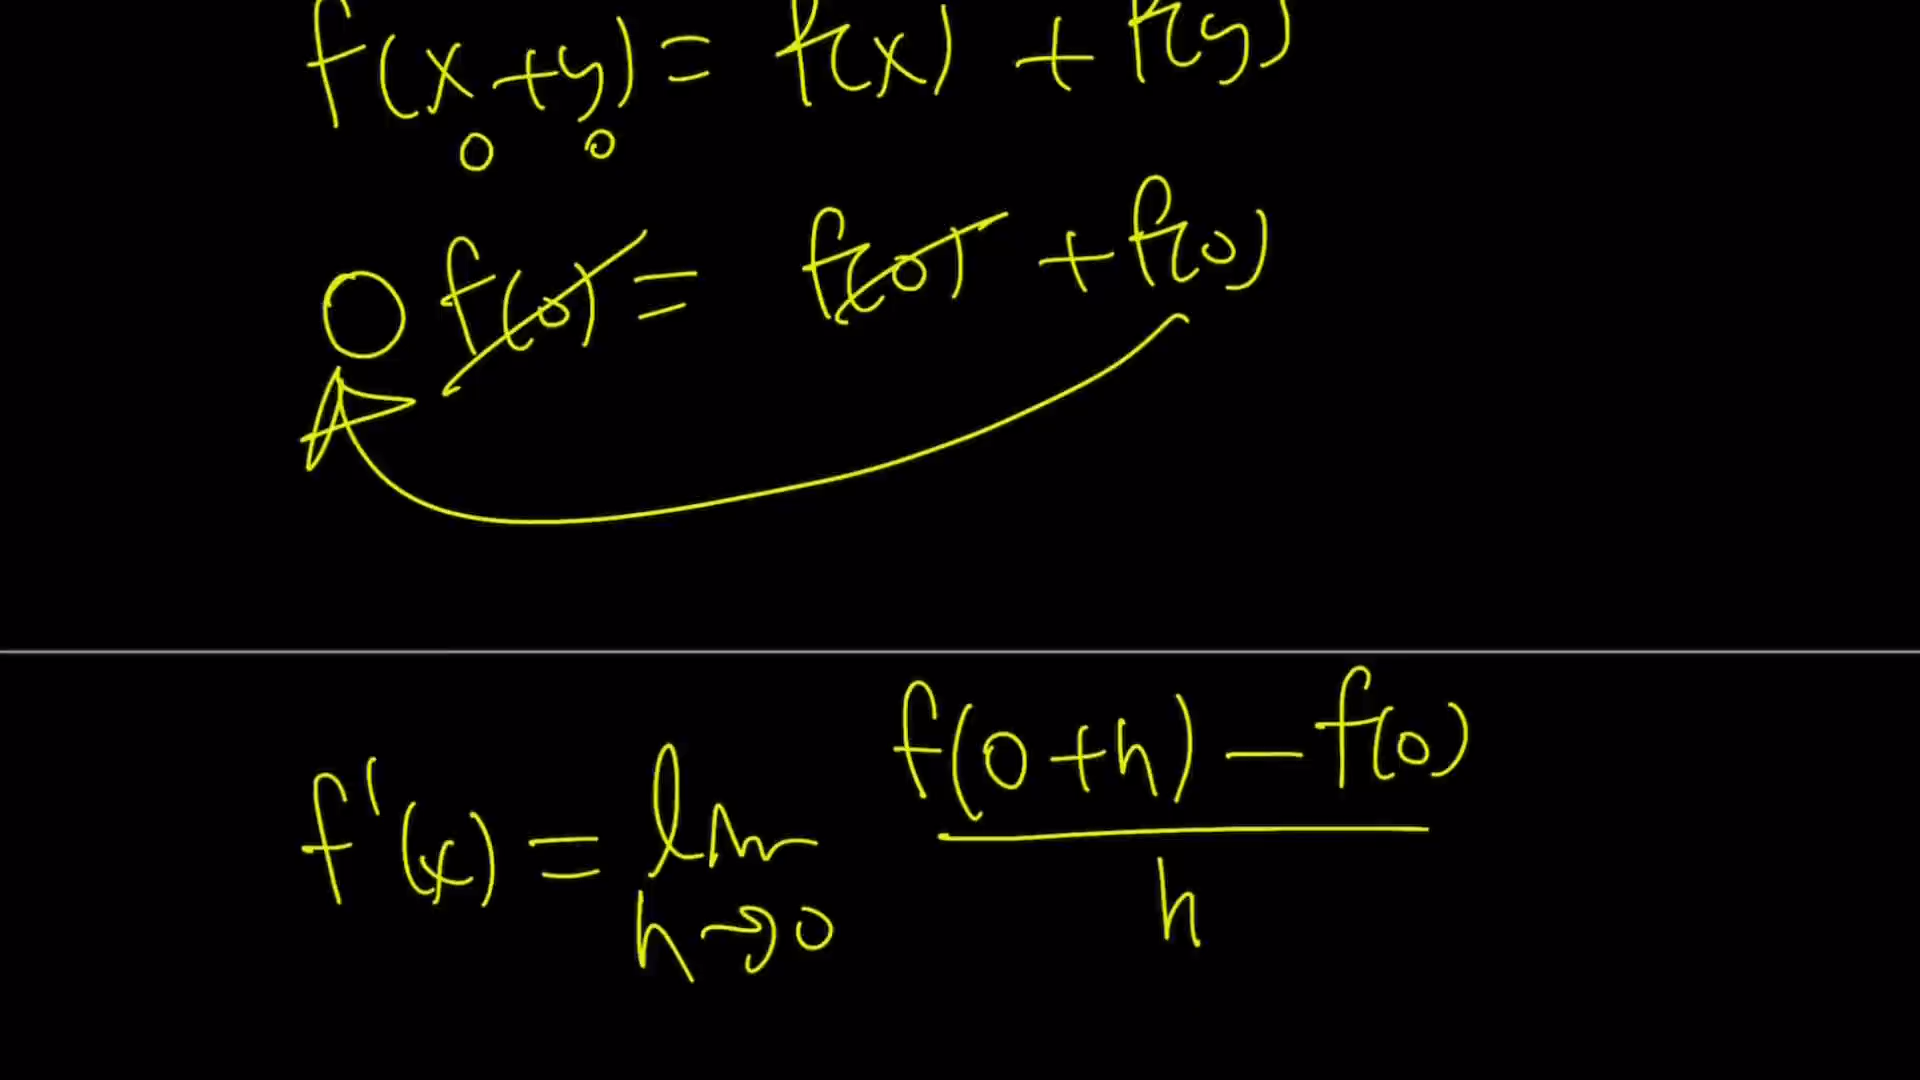 f(x+y) = f(x) + f(y)
0 0
0 f(0) = f(0) + f(0)
f'(x) = lim h→0 f(0+h) − f(0)
h